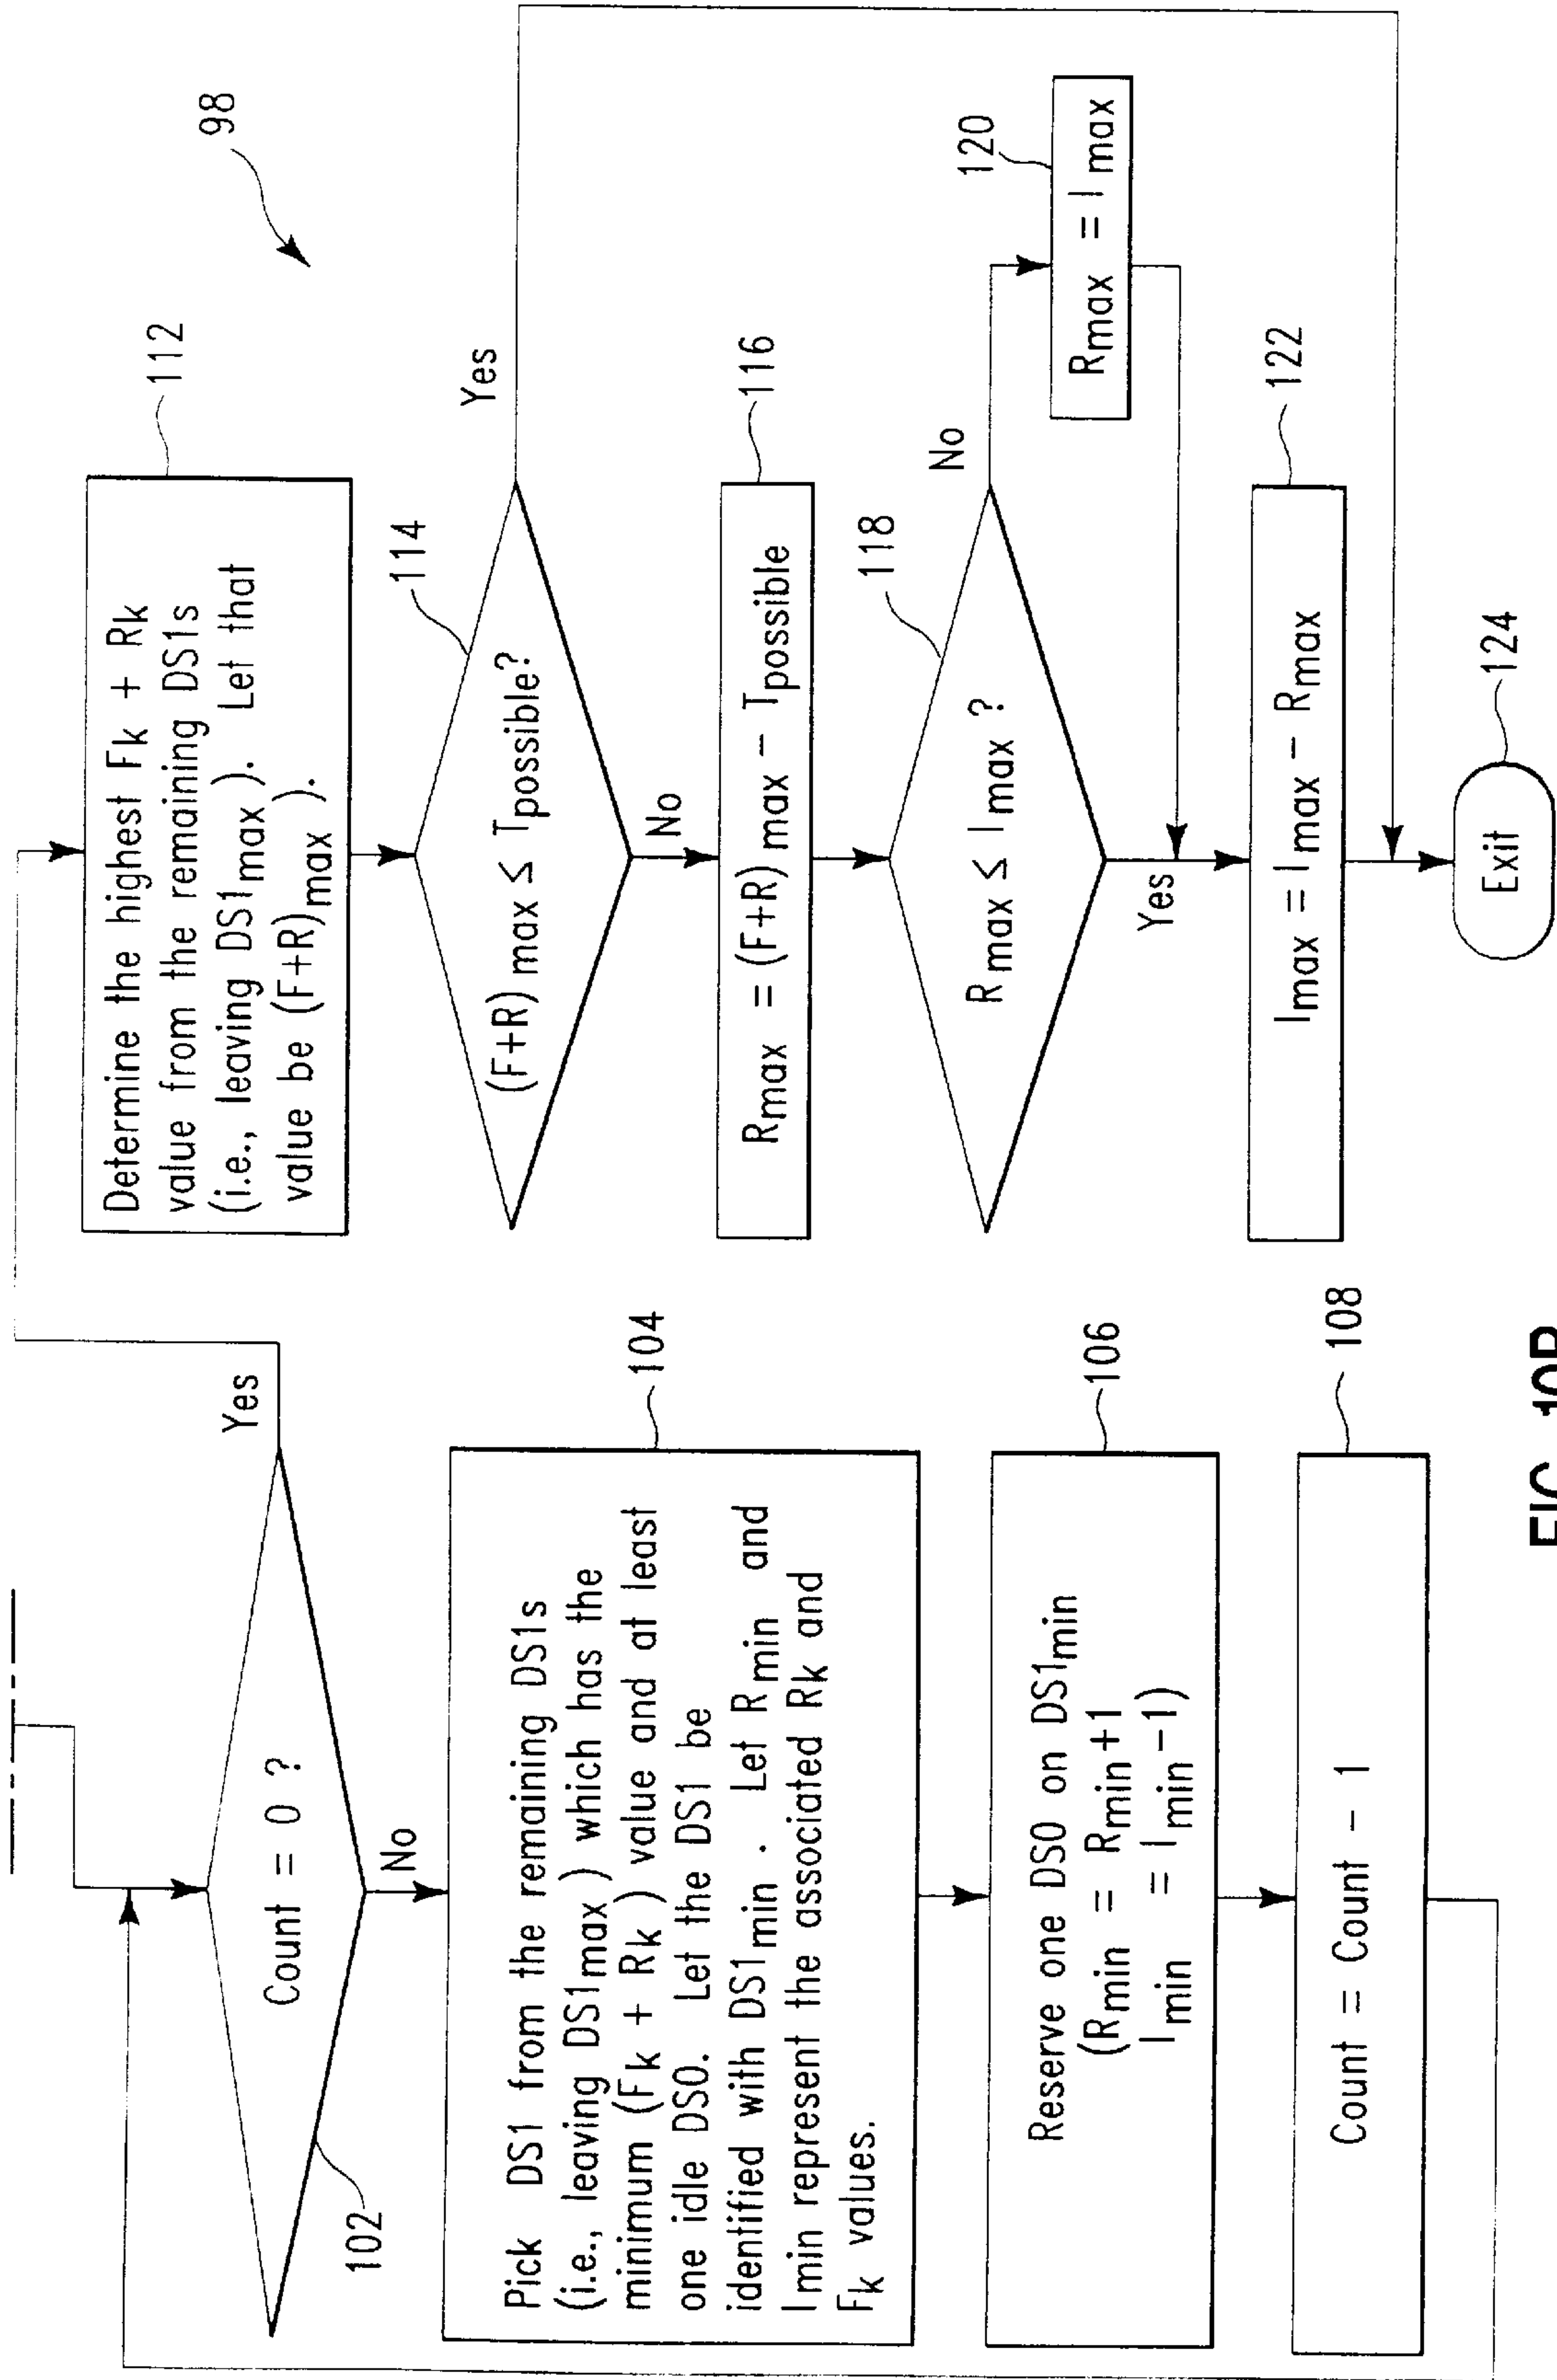 98
Count = 0 ?
Yes
No
102
Pick DS1 from the remaining DS1s
(i.e., leaving DS1max) which has the
minimum (Fk + Rk) value and at least
one idle DS0. Let the DS1 be
identified with DS1min. Let Rmin and
Imin represent the associated Rk and
Fk values.
104
Reserve one DS0 on DS1min
(Rmin = Rmin+1
Imin = Imin-1)
106
Count = Count - 1
108
Determine the highest Fk + Rk
value from the remaining DS1s
(i.e., leaving DS1max). Let that
value be (F+R)max).
112
(F+R)max ≤ Tpossible?
114
Yes
No
Rmax = (F+R)max - Tpossible
116
Rmax ≤ Imax ?
118
No
Yes
Rmax = Imax
120
Imax = Imax - Rmax
122
Exit
124
FIG. 10B